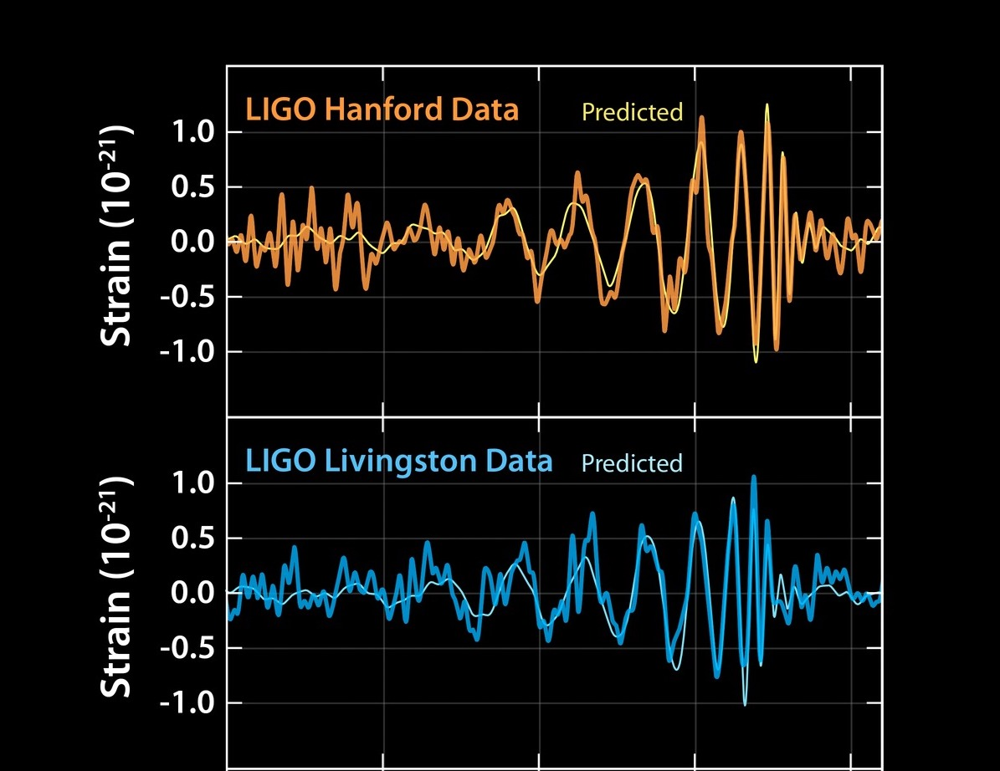 LIGO Hanford Data
Predicted
Strain (10⁻²¹)
1.0
0.5
0.0
-0.5
-1.0
LIGO Livingston Data
Predicted
Strain (10⁻²¹)
1.0
0.5
0.0
-0.5
-1.0